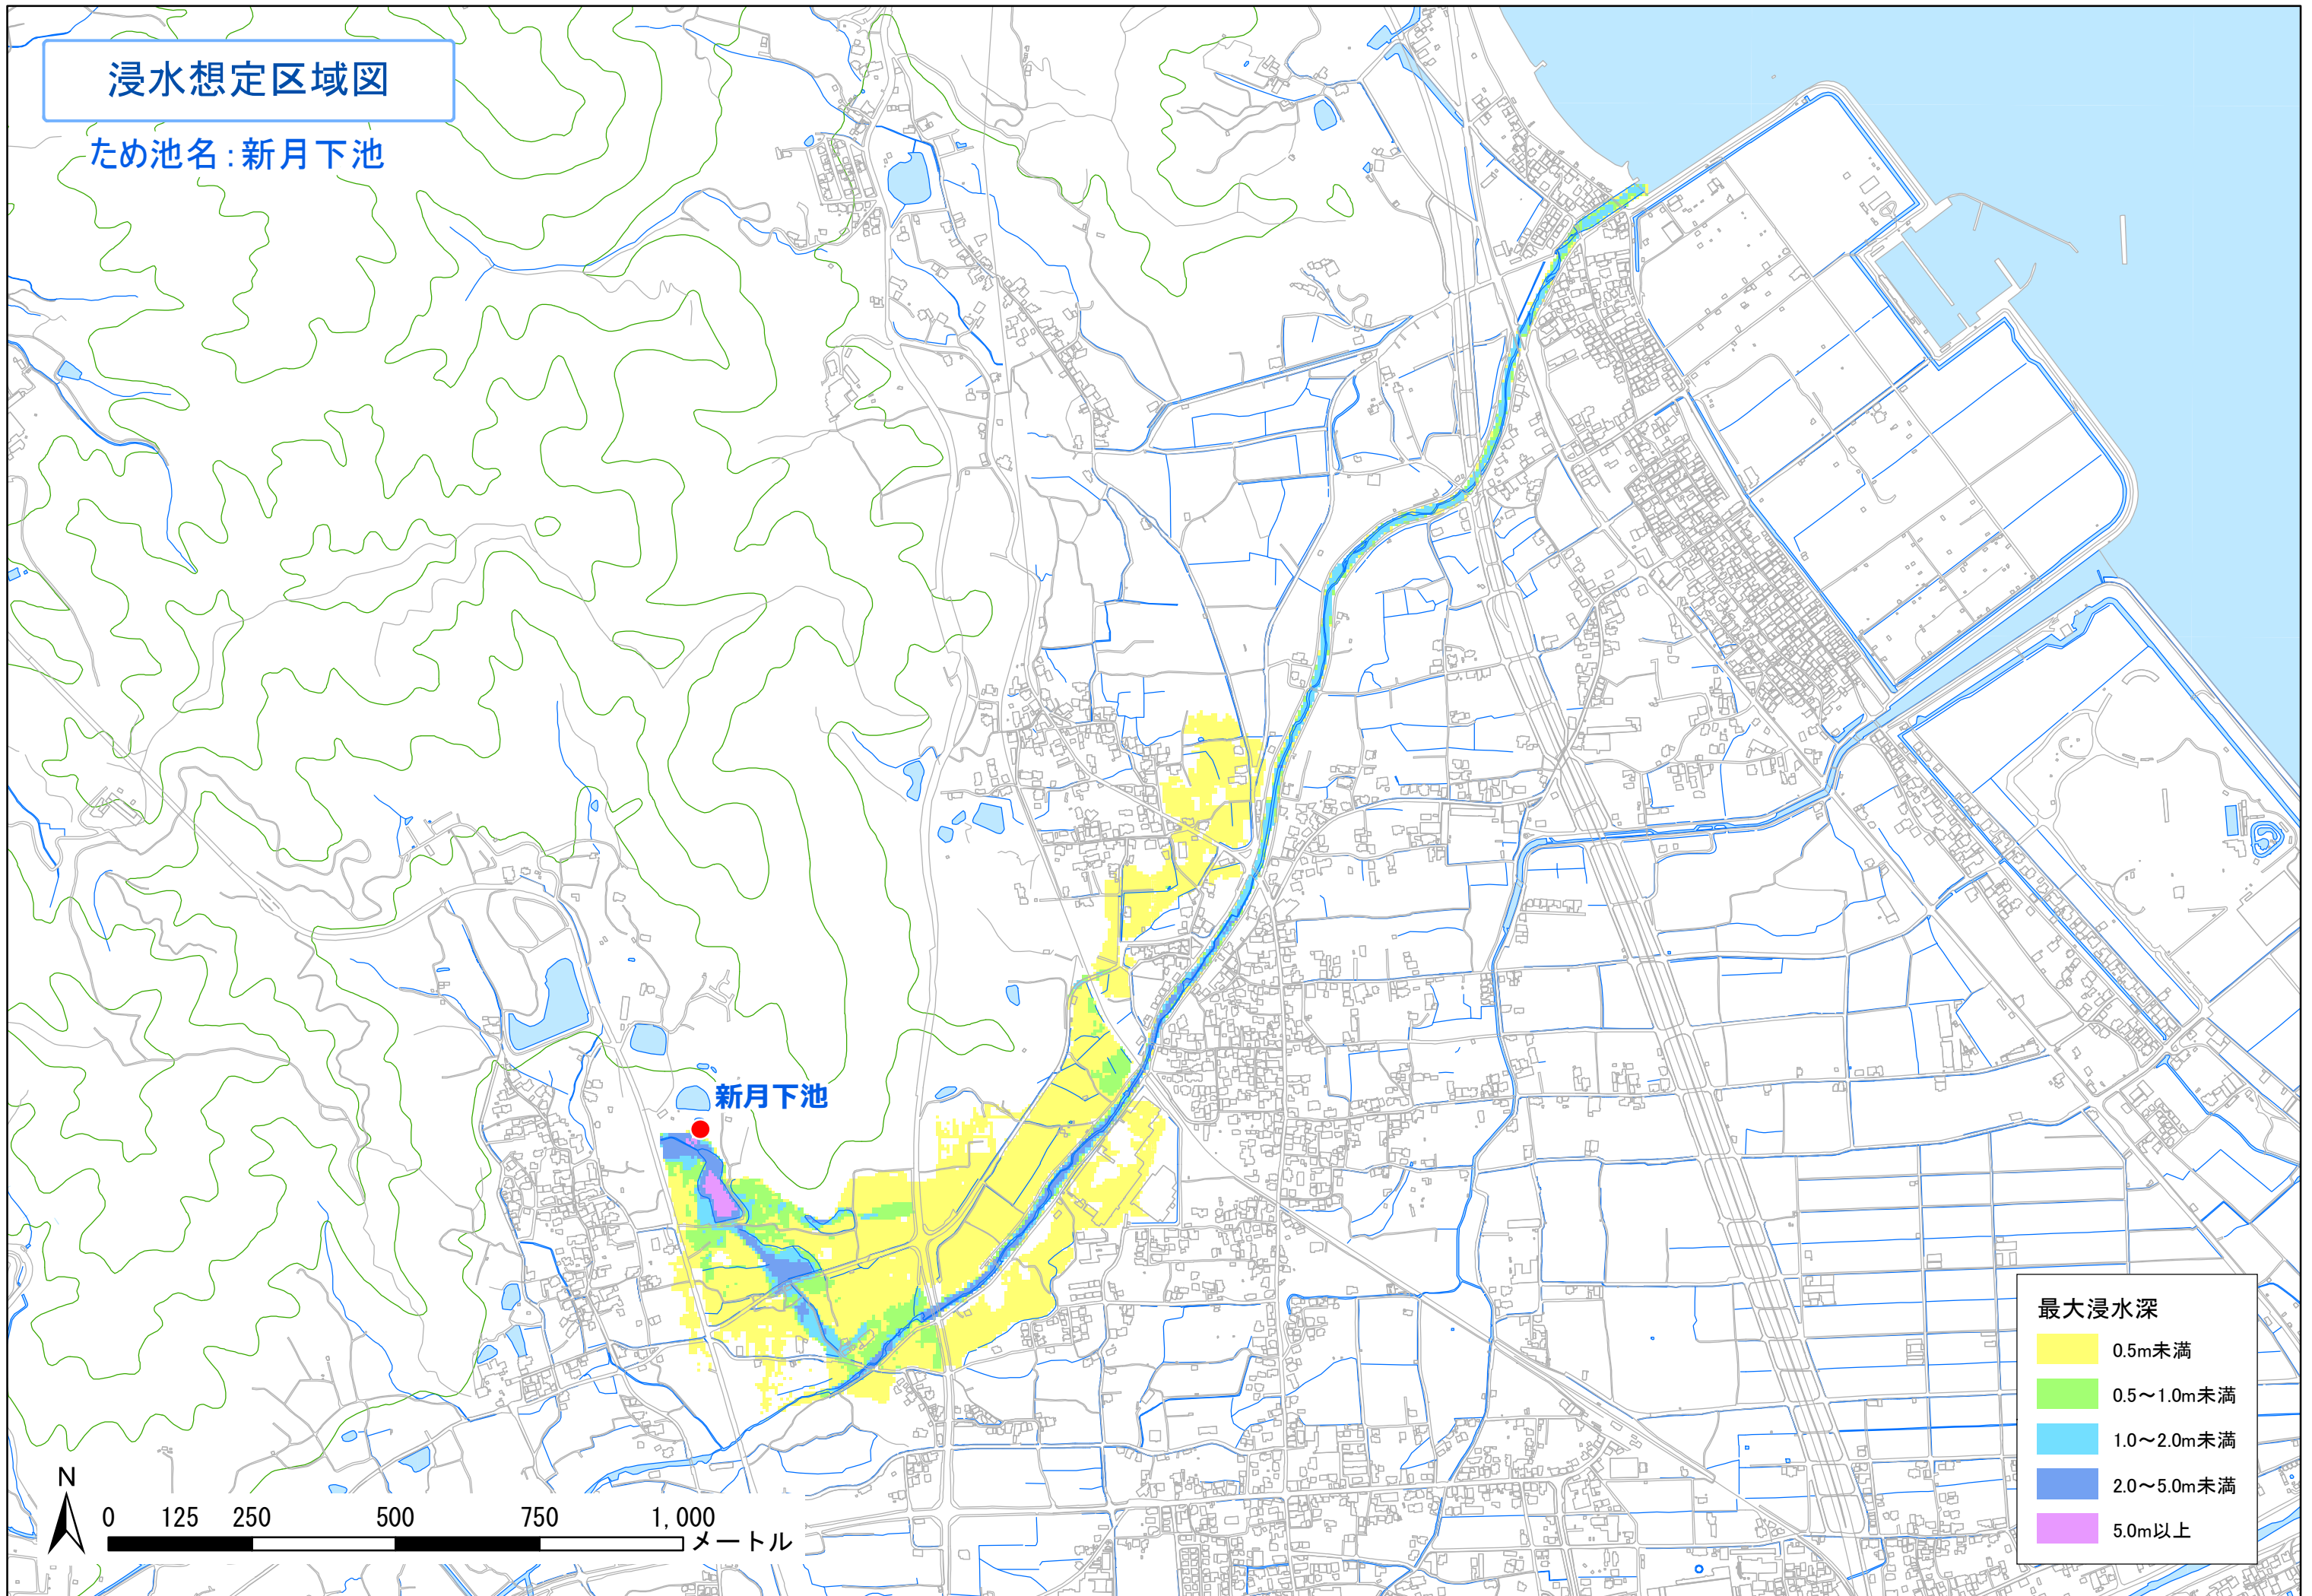 浸水想定区域図
ため池名:新月下池
新月下池
最大浸水深
0.5m未満
0.5～1.0m未満
1.0～2.0m未満
2.0～5.0m未満
5.0m以上
N
0 125 250 500 750 1,000
メートル